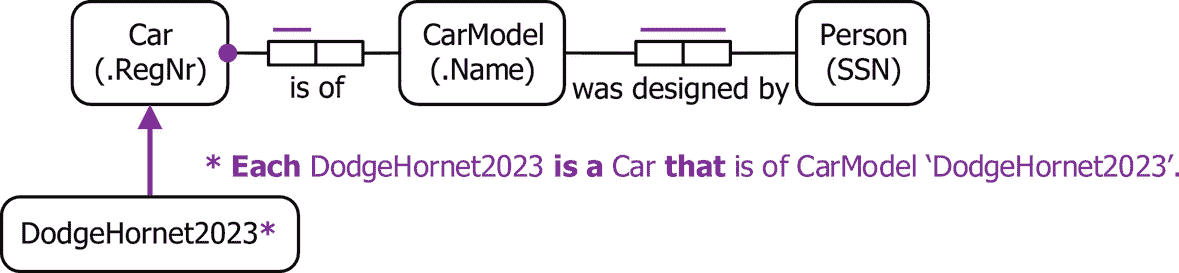 Car
(.RegNr)
is of
CarModel
(.Name)
was designed by
Person
(SSN)
* Each DodgeHornet2023 is a Car that is of CarModel ‘DodgeHornet2023’.
DodgeHornet2023*